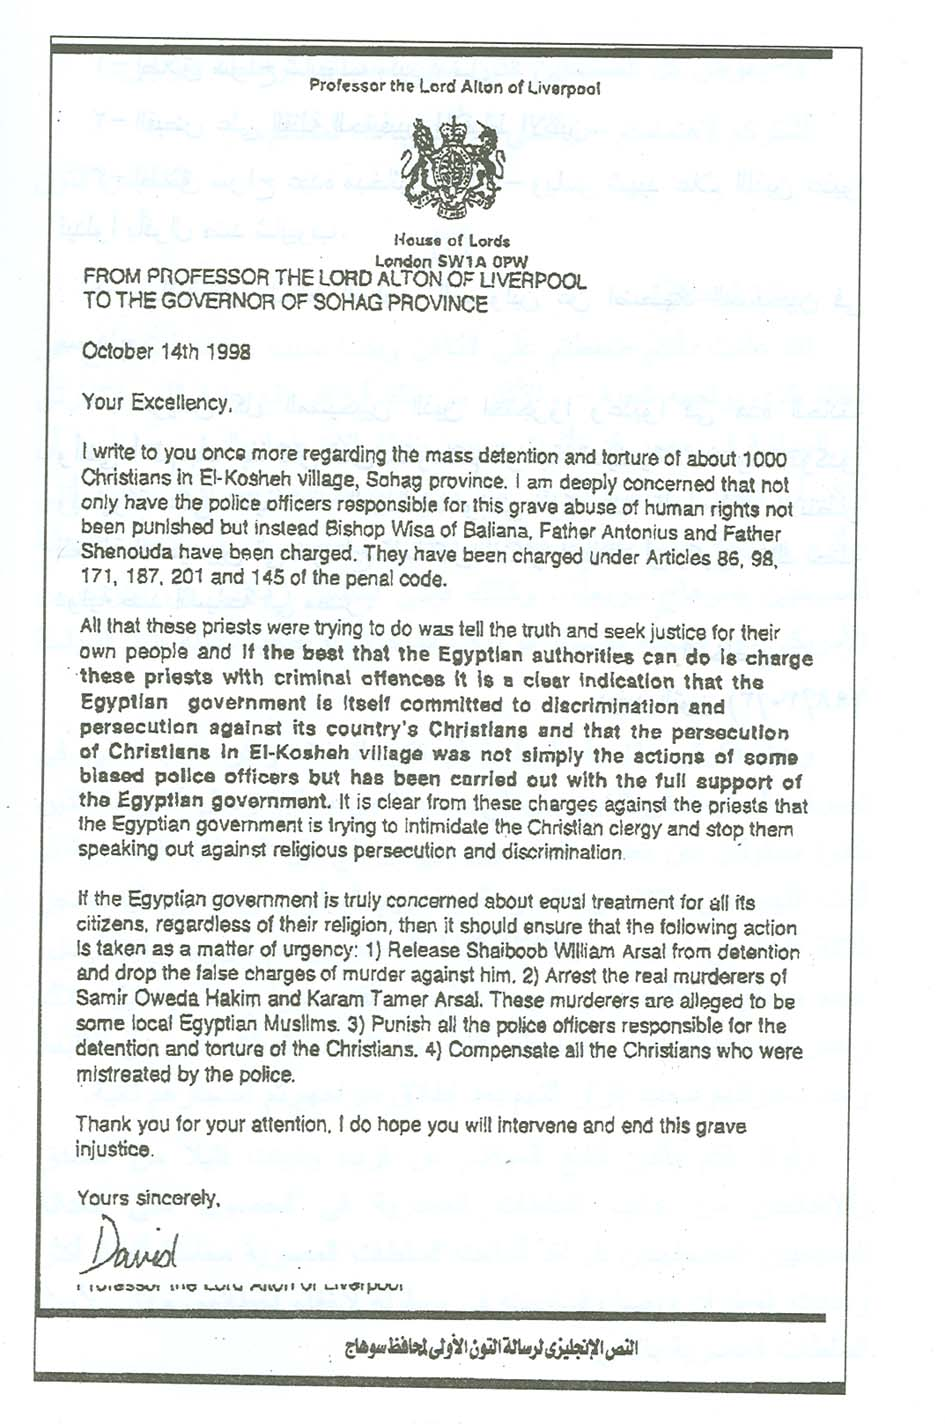 Professor the Lord Alton of Liverpool
House of Lords
London SW1A 0PW
FROM PROFESSOR THE LORD ALTON OF LIVERPOOL
TO THE GOVERNOR OF SOHAG PROVINCE
October 14th 1998
Your Excellency,
I write to you once more regarding the mass detention and torture of about 1000
Christians in El-Kosheh village, Sohag province. I am deeply concerned that not
only have the police officers responsible for this grave abuse of human rights not
been punished but instead Bishop Wisa of Baliana, Father Antonius and Father
Shenouda have been charged. They have been charged under Articles 86, 98,
171, 187, 201 and 145 of the penal code.
All that these priests were trying to do was tell the truth and seek justice for their
own people and if the best that the Egyptian authorities can do is charge
these priests with criminal offences it is a clear indication that the
Egyptian government is itself committed to discrimination and
persecution against its country's Christians and that the persecution
of Christians in El-Kosheh village was not simply the actions of some
biased police officers but has been carried out with the full support of
the Egyptian government. It is clear from these charges against the priests that
the Egyptian government is trying to intimidate the Christian clergy and stop them
speaking out against religious persecution and discrimination.
If the Egyptian government is truly concerned about equal treatment for all its
citizens, regardless of their religion, then it should ensure that the following action
is taken as a matter of urgency: 1) Release Shaiboob William Arsal from detention
and drop the false charges of murder against him. 2) Arrest the real murderers of
Samir Oweda Hakim and Karam Tamer Arsal. These murderers are alleged to be
some local Egyptian Muslims. 3) Punish all the police officers responsible for the
detention and torture of the Christians. 4) Compensate all the Christians who were
mistreated by the police.
Thank you for your attention. I do hope you will intervene and end this grave
injustice.
Yours sincerely,
David
Professor the Lord Alton of Liverpool
النص الإنجليزى لرسالة التون الأولى لمحافظ سوهاج